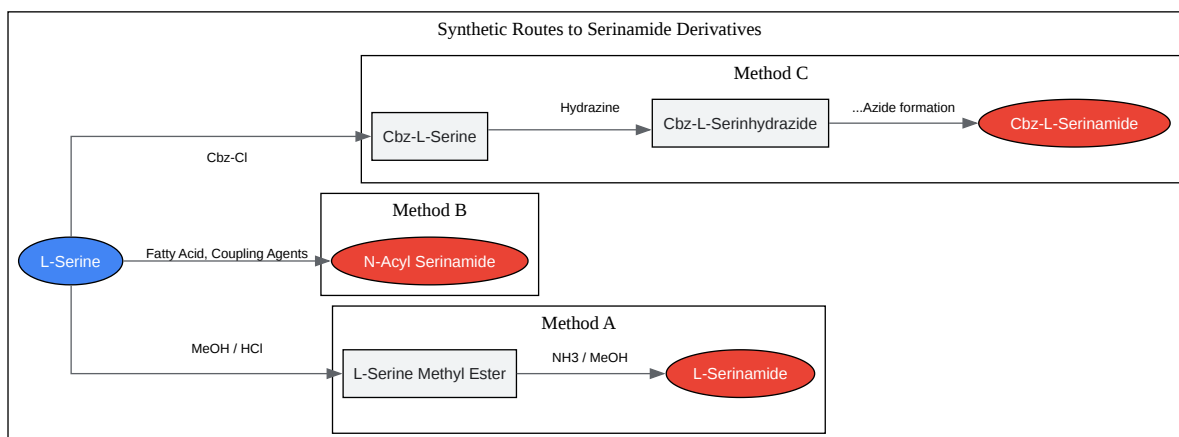 Synthetic Routes to Serinamide Derivatives
Method C
Cbz-L-Serine
Hydrazine
Cbz-L-Serinhydrazide
...Azide formation
Cbz-L-Serinamide
Cbz-Cl
Method B
L-Serine
Fatty Acid, Coupling Agents
N-Acyl Serinamide
Method A
MeOH / HCl
L-Serine Methyl Ester
NH3 / MeOH
L-Serinamide